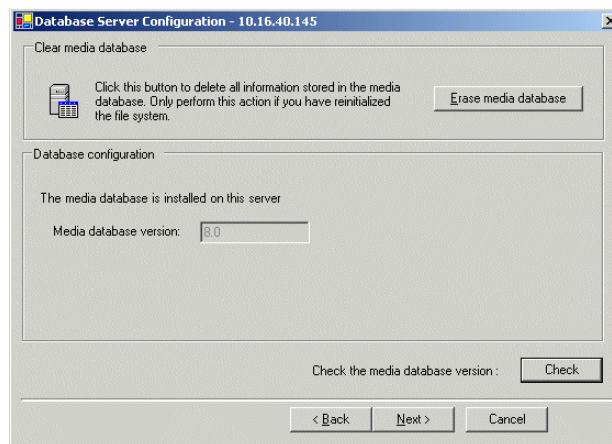 Database Server Configuration - 10.16.40.145
Clear media database
Click this button to delete all information stored in the media
database. Only perform this action if you have reinitialized
the file system.
Erase media database
Database configuration
The media database is installed on this server
Media database version: 8.0
Check the media database version : Check
< Back Next > Cancel